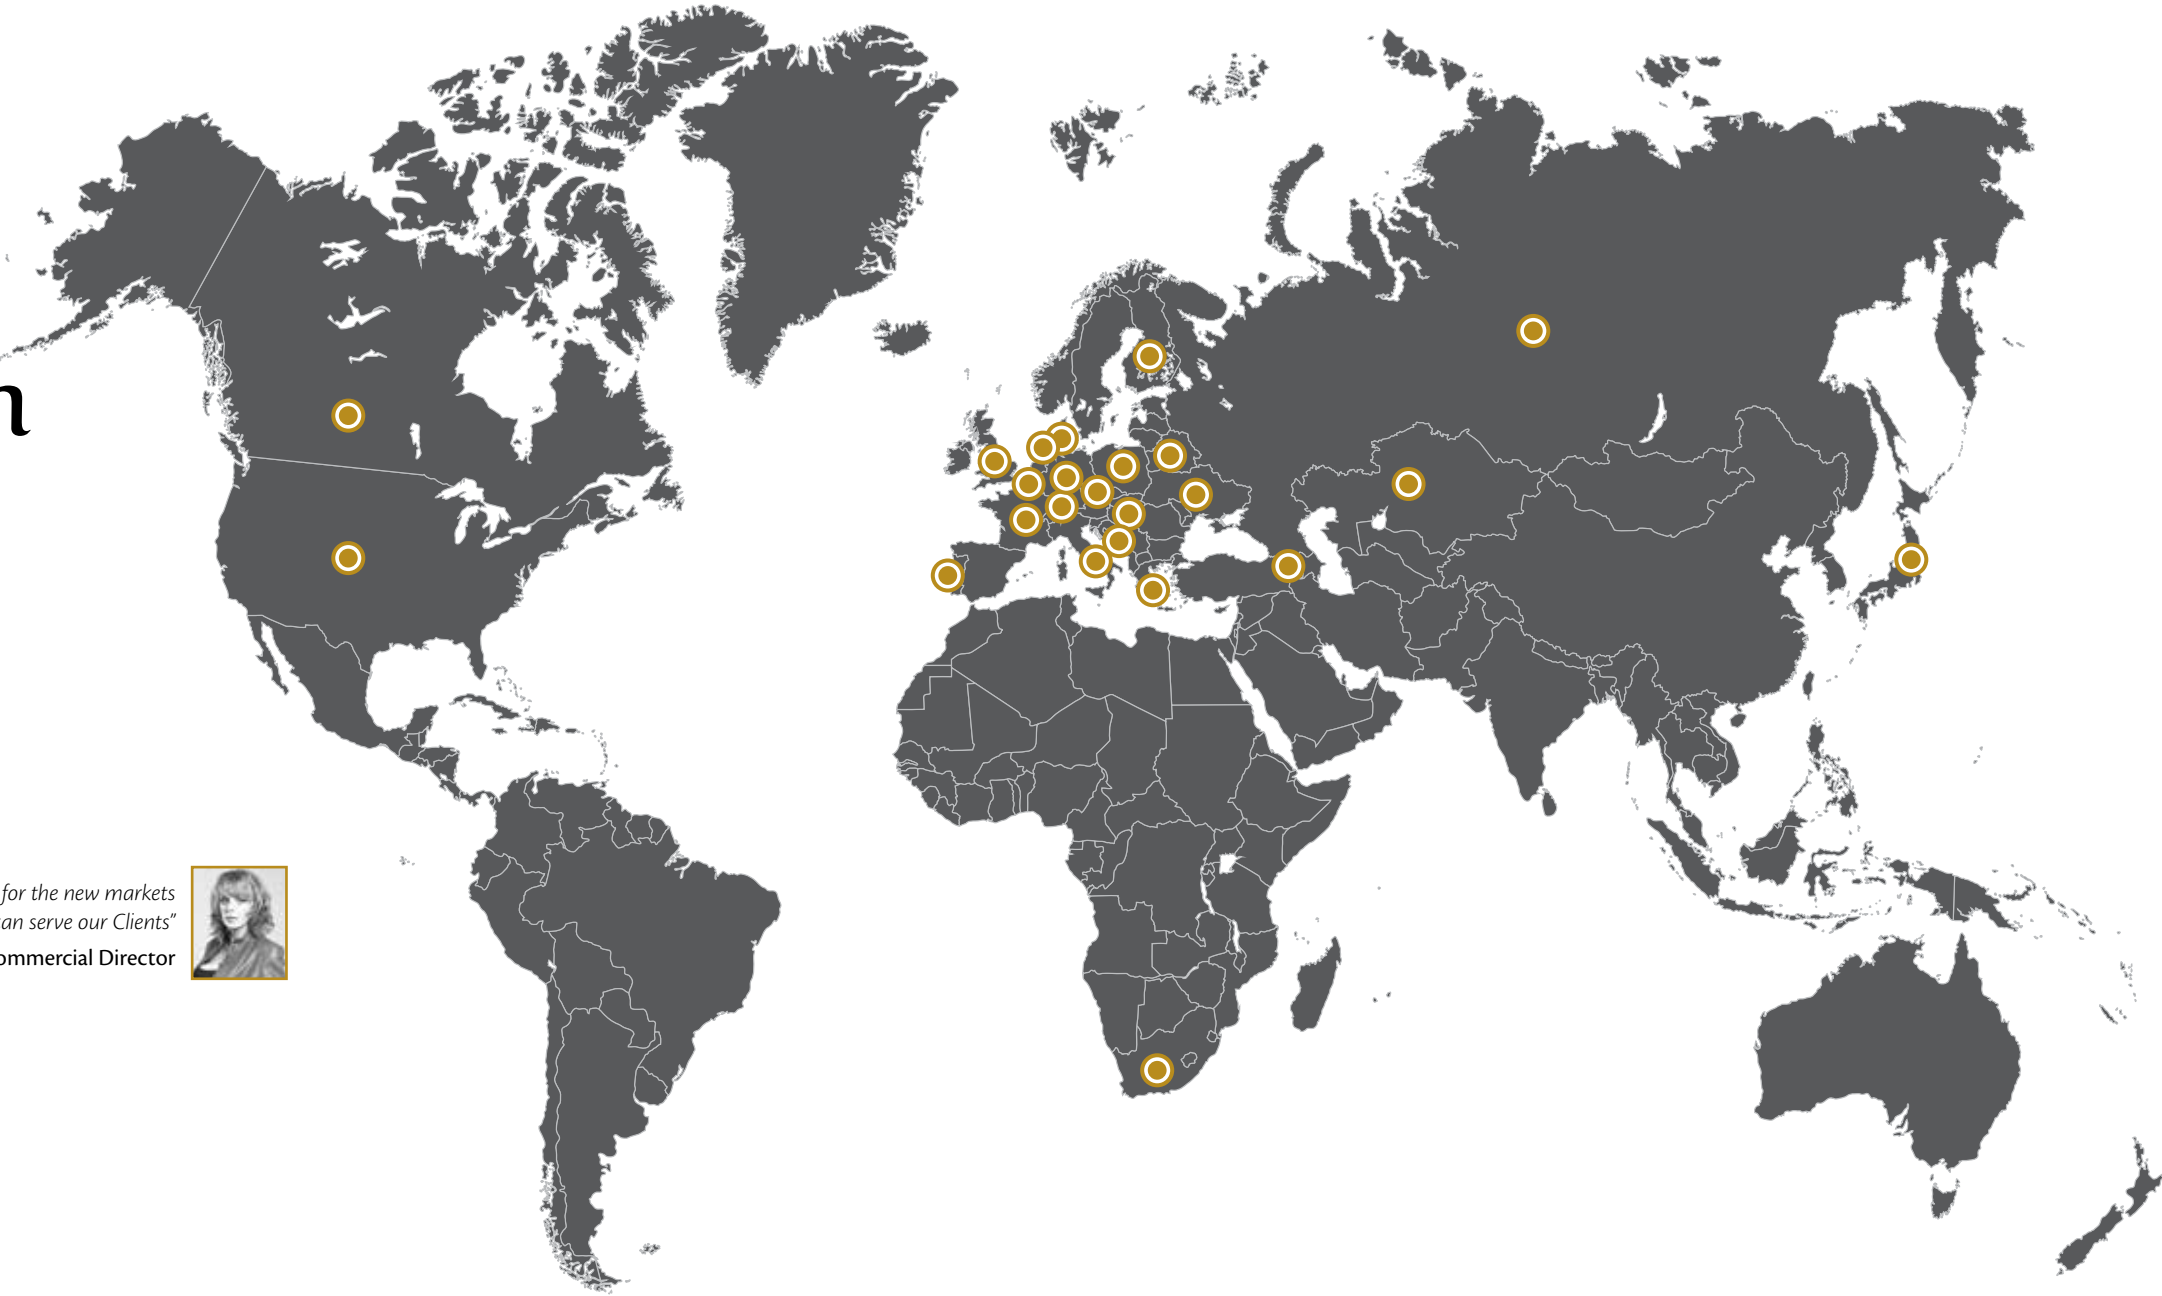 for the new markets
an serve our Clients”
ommercial Director